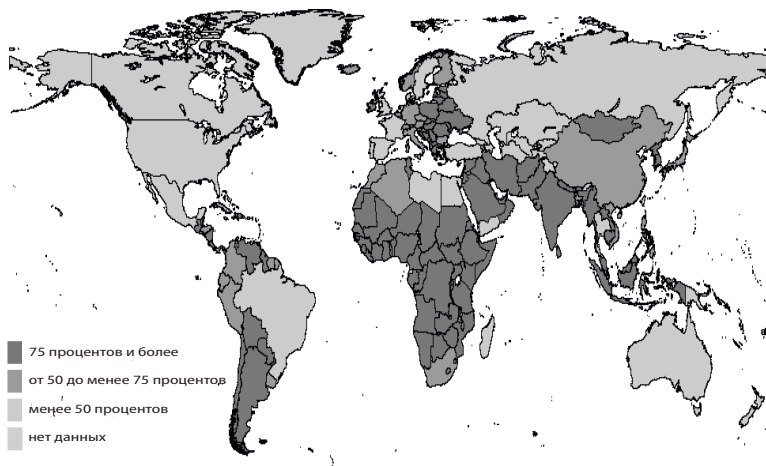 75 процентов и более
от 50 до менее 75 процентов
менее 50 процентов
нет данных